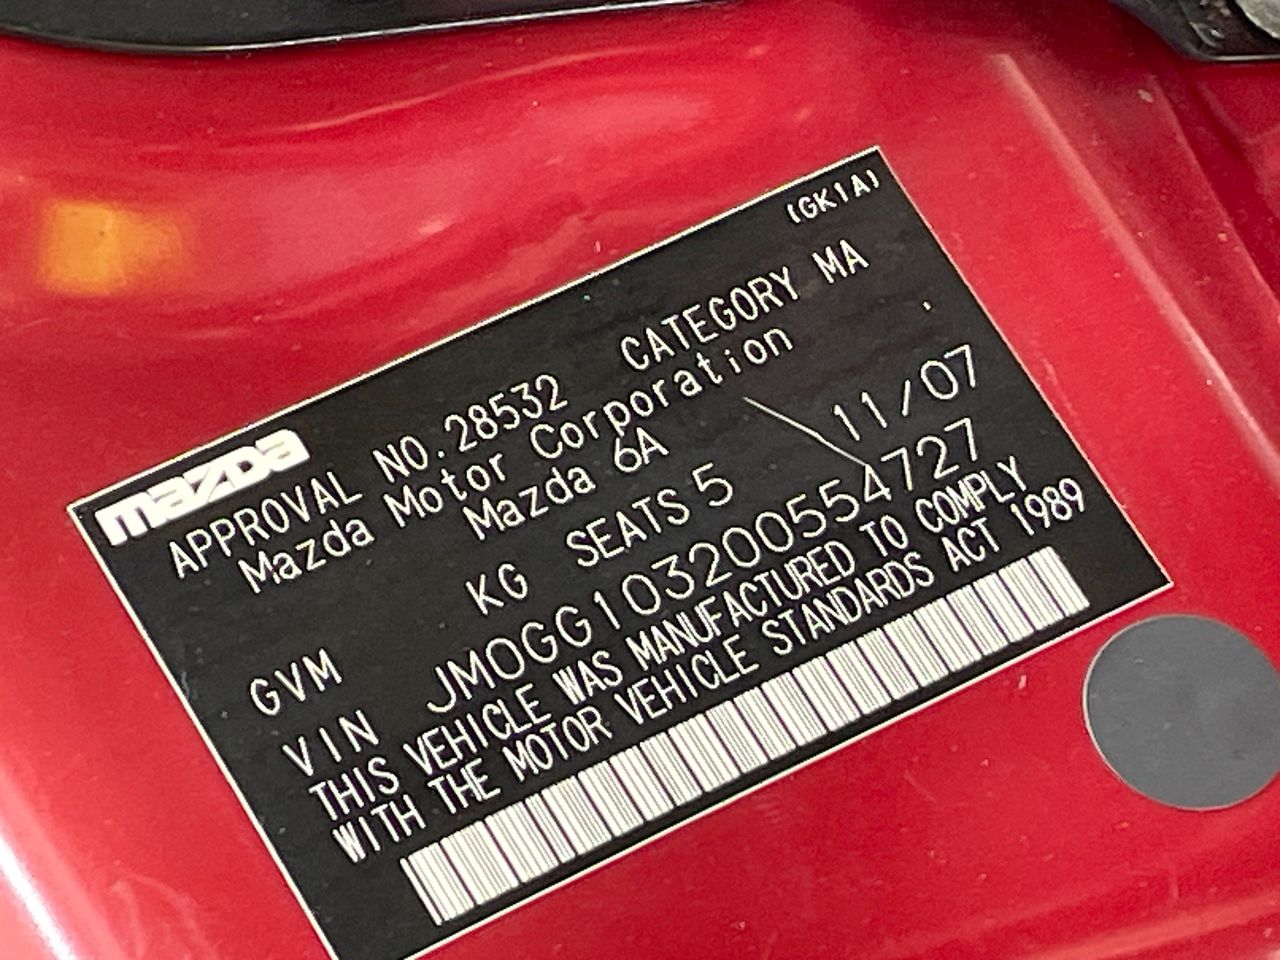 (GK1A)
mazda
APPROVAL NO.28532 CATEGORY MA
Mazda Motor Corporation
Mazda 6A
11/07
GVM KG SEATS 5
VIN JM0GG103200554727
THIS VEHICLE WAS MANUFACTURED TO COMPLY
WITH THE MOTOR VEHICLE STANDARDS ACT 1989